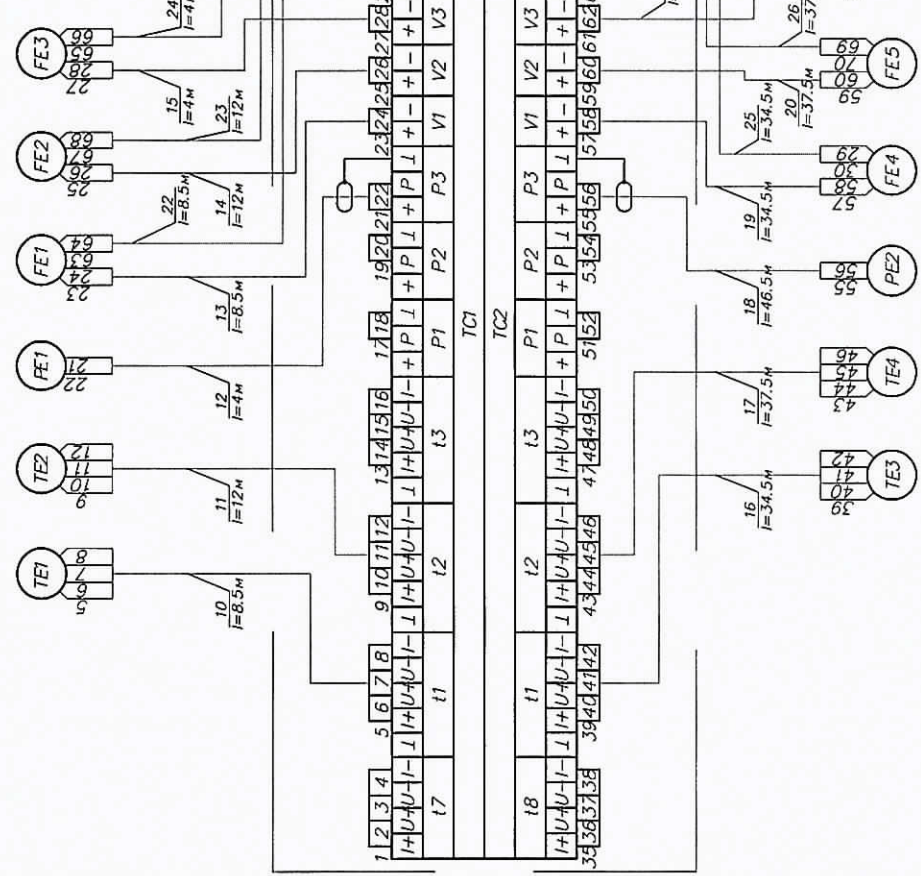 FE3
66
65
28
27
24
15
l=4м
FE2
68
67
26
25
23
l=12м
14
l=12м
FE1
64
63
24
23
22
l=8.5м
13
l=8.5м
PE1
21
22
12
l=4м
TE2
12
11
10
9
11
l=12м
TE1
8
7
6
5
10
l=8.5м
1 2 3 4
5 6 7 8
9 10 11 12
13 14 15 16
17 18
19 20
21 22
23 24
25 26
27 28
I+ U+ U- I-
⊥ I+ U+ U- I-
⊥ I+ U+ U- I-
⊥ I+ U+ U- I-
+ P ⊥
+ P ⊥
+ P ⊥
+ -
+ -
+ -
t7 t1 t2 t3 P1 P2 P3 V1 V2 V3
TC1
TC2
t8 t1 t2 t3 P1 P2 P3 V1 V2 V3
I+ U+ U- I-
⊥ I+ U+ U- I-
⊥ I+ U+ U- I-
⊥ I+ U+ U- I-
+ P ⊥
+ P ⊥
+ P ⊥
+ -
+ -
+ -
35 36 37 38
39 40 41 42
43 44 45 46
47 48 49 50
51 52
53 54
55 56
57 58
59 60
61 62
26
69
70
60
59
FE5
20
l=37.5м
25
l=34.5м
29
30
58
57
FE4
19
l=34.5м
56
55
PE2
18
l=46.5м
46
45
44
43
TE4
17
l=37.5м
42
41
40
39
TE3
16
l=34.5м